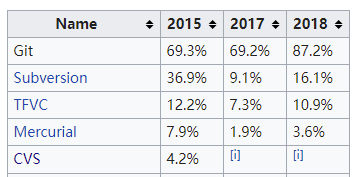 Name 2015 2017 2018
Git 69.3% 69.2% 87.2%
Subversion 36.9% 9.1% 16.1%
TFVC 12.2% 7.3% 10.9%
Mercurial 7.9% 1.9% 3.6%
CVS 4.2% [i] [i]